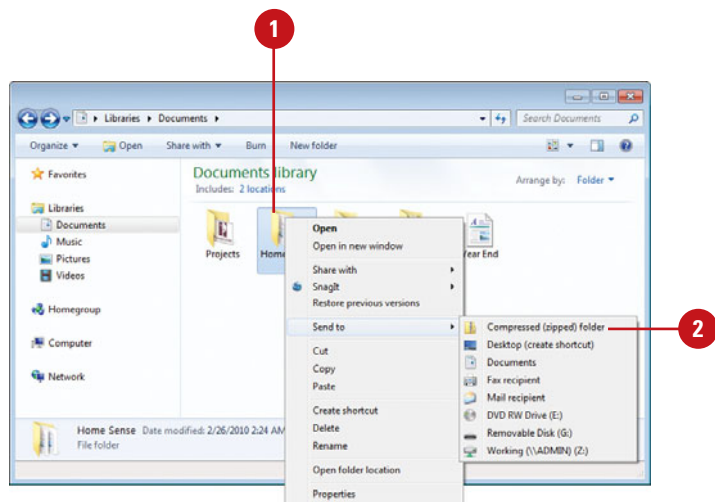 1
Libraries Documents
Search Documents
Organize Open Share with Burn New folder
Favorites
Libraries
Documents
Music
Pictures
Videos
Homegroup
Computer
Network
Documents library
Includes: 2 locations
Arrange by: Folder
Projects
Year End
Open
Open in new window
Share with
SnagIt
Restore previous versions
Send to
Cut
Copy
Paste
Create shortcut
Delete
Rename
Open folder location
Properties
Compressed (zipped) folder
2
Desktop (create shortcut)
Documents
Fax recipient
Mail recipient
DVD RW Drive (E:)
Removable Disk (G:)
Working (\\ADMIN) (Z:)
Home Sense Date modified: 2/26/2010 2:24 AM
File folder